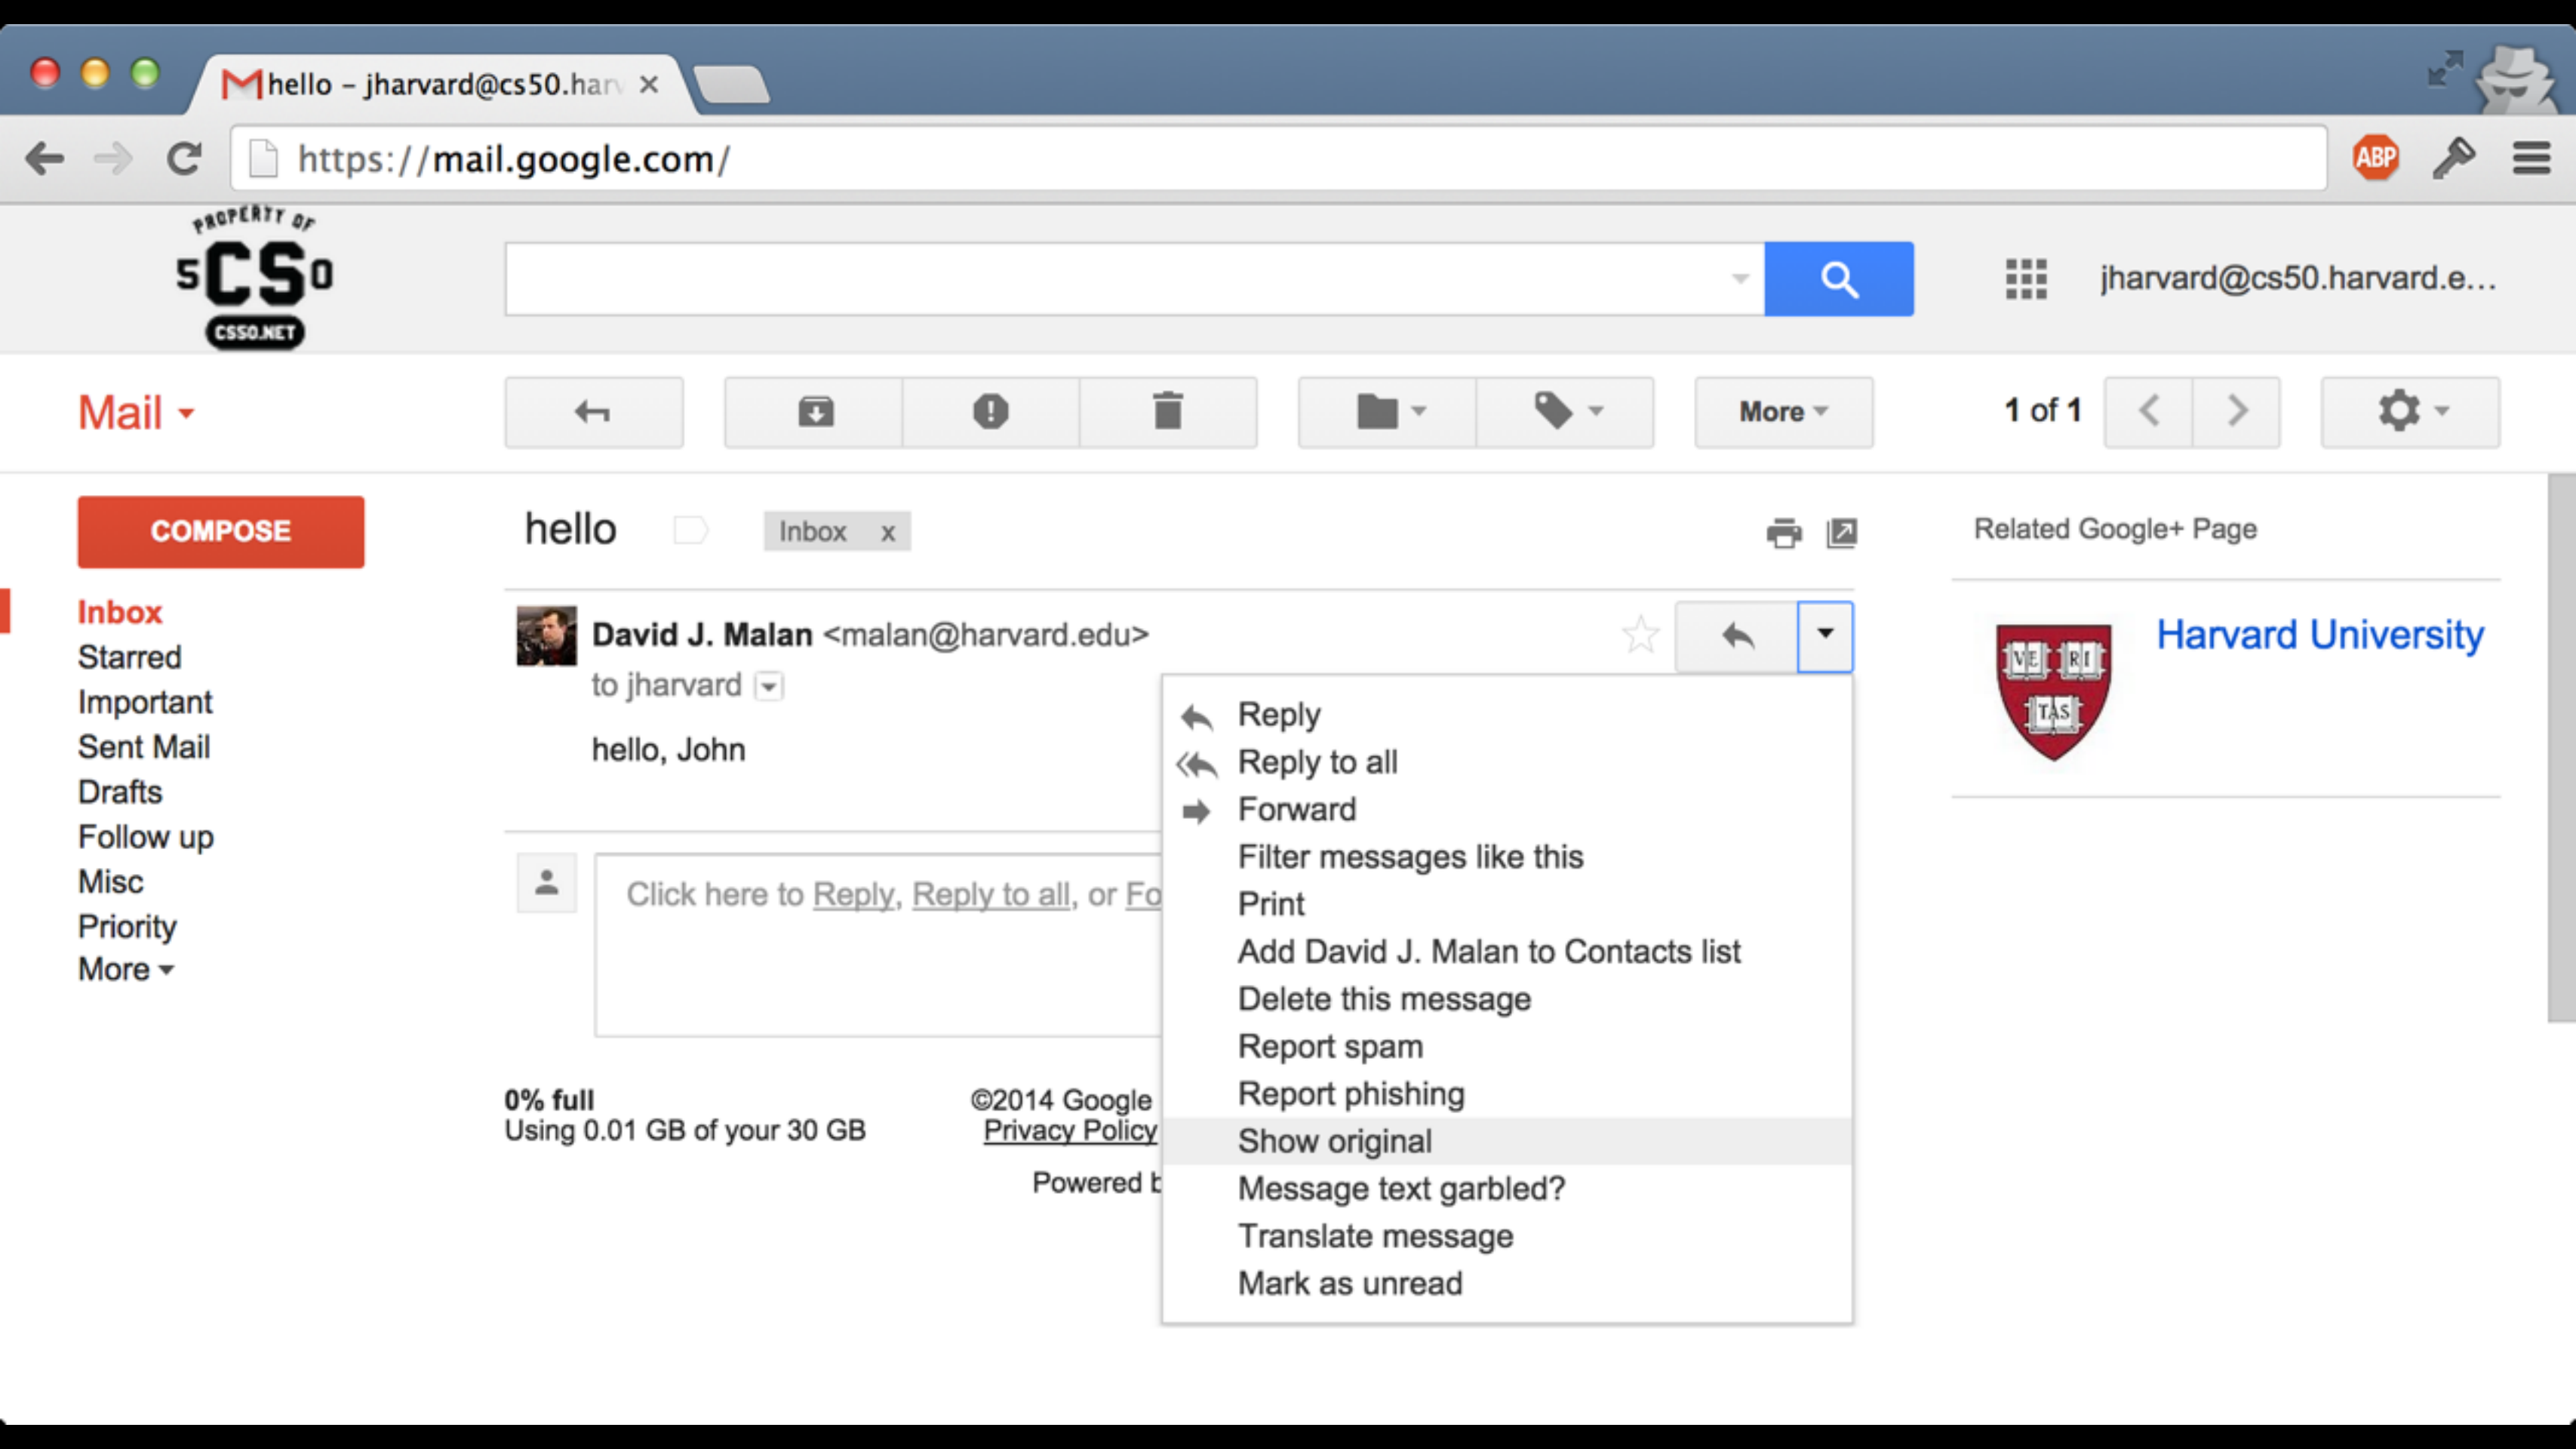 hello – jharvard@cs50.har
https://mail.google.com/
ABP
PROPERTY OF
5CS0
CS50.NET
jharvard@cs50.harvard.e...
Mail
More
1 of 1
COMPOSE
Inbox
Starred
Important
Sent Mail
Drafts
Follow up
Misc
Priority
More
hello
Inbox x
David J. Malan <malan@harvard.edu>
to jharvard
hello, John
Click here to Reply, Reply to all, or Fo
0% full
Using 0.01 GB of your 30 GB
©2014 Google
Privacy Policy
Powered b
Reply
Reply to all
Forward
Filter messages like this
Print
Add David J. Malan to Contacts list
Delete this message
Report spam
Report phishing
Show original
Message text garbled?
Translate message
Mark as unread
Related Google+ Page
VE RI
TAS
Harvard University